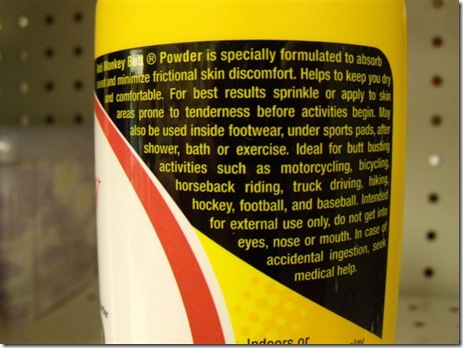 Monkey Butt ® Powder is specially formulated to absorb
and minimize frictional skin discomfort. Helps to keep you dry
and comfortable. For best results sprinkle or apply to skin
areas prone to tenderness before activities begin. May
also be used inside footwear, under sports pads, after
shower, bath or exercise. Ideal for butt busting
activities such as motorcycling, bicycling,
horseback riding, truck driving, hiking,
hockey, football, and baseball. Intended
for external use only, do not get into
eyes, nose or mouth. In case of
accidental ingestion, seek
medical help.
Indoors or